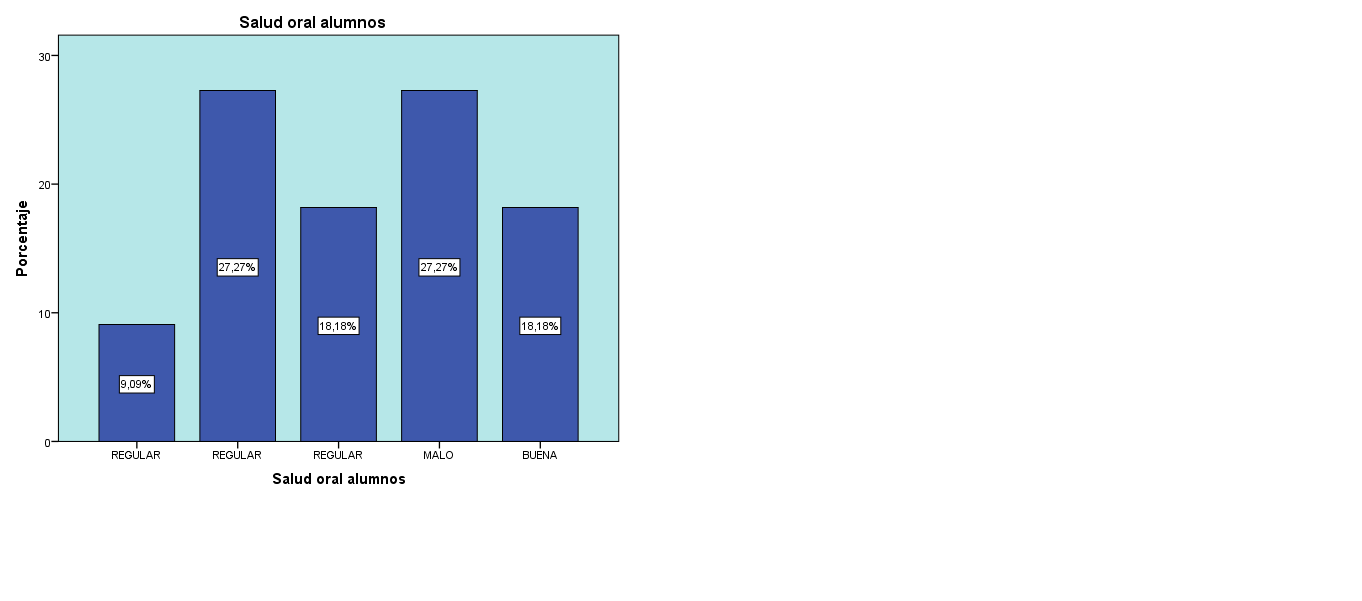 Salud oral alumnos
30
20
10
0
Porcentaje
9,09%
27,27%
18,18%
27,27%
18,18%
REGULAR REGULAR REGULAR MALO BUENA
Salud oral alumnos